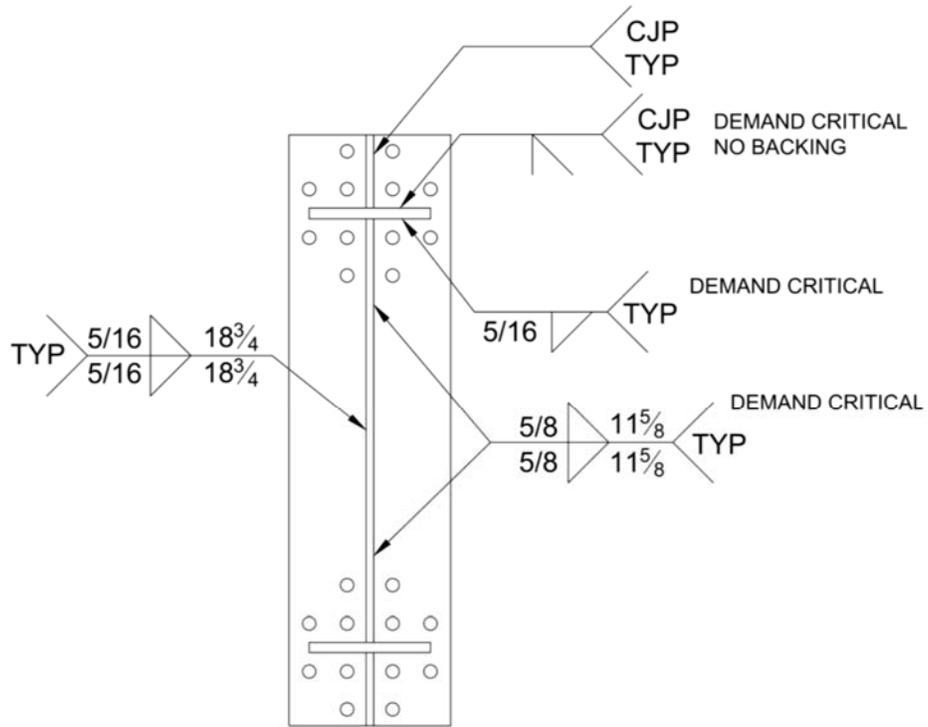 CJP
TYP
CJP DEMAND CRITICAL
TYP NO BACKING
DEMAND CRITICAL
TYP
5/16
TYP 5/16 18¾
5/16 18¾
DEMAND CRITICAL
5/8 11⅝ TYP
5/8 11⅝